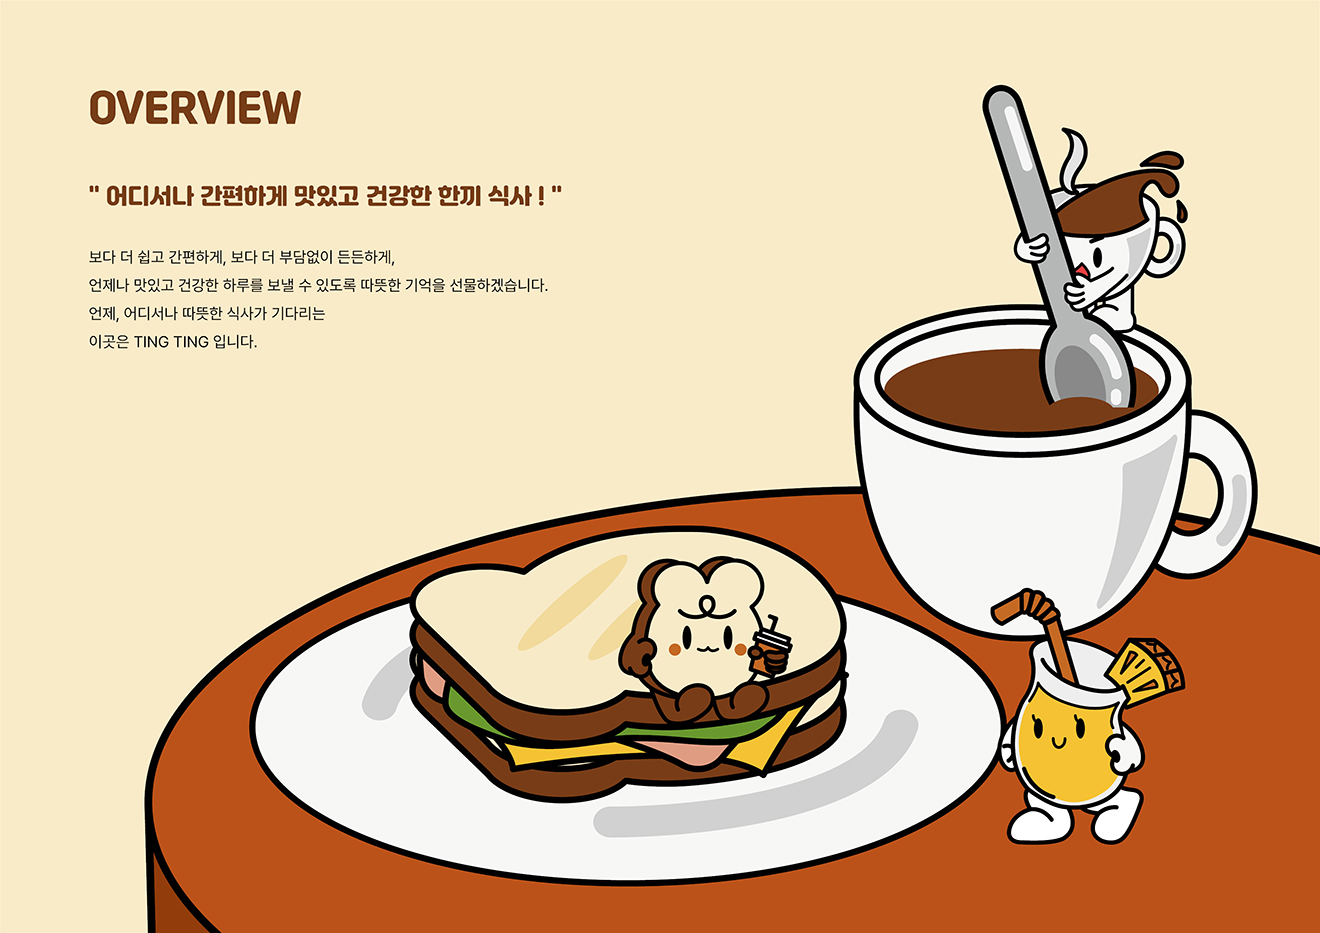 OVERVIEW
" 어디서나 간편하게 맛있고 건강한 한끼 식사 ! "
보다 더 쉽고 간편하게, 보다 더 부담없이 든든하게,
언제나 맛있고 건강한 하루를 보낼 수 있도록 따뜻한 기억을 선물하겠습니다.
언제, 어디서나 따뜻한 식사가 기다리는
이곳은 TING TING 입니다.